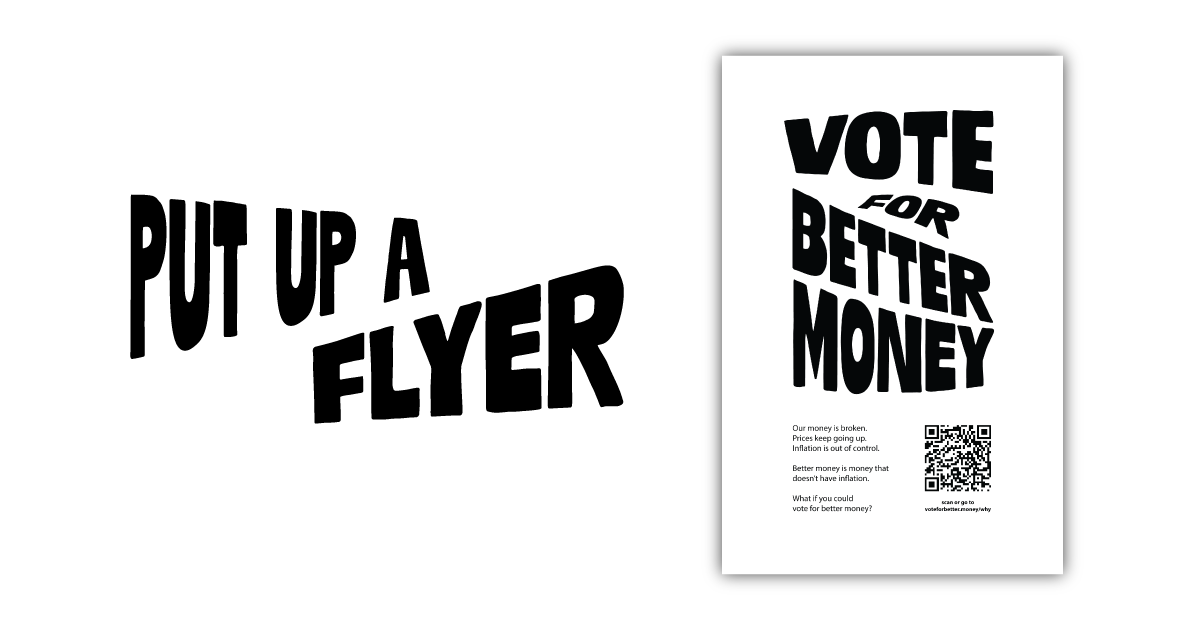 PUT UP A
FLYER
VOTE
FOR
BETTER
MONEY
Our money is broken.
Prices keep going up.
Inflation is out of control.
Better money is money that
doesn't have inflation.
What if you could
vote for better money?
scan or go to
voteforbetter.money/why